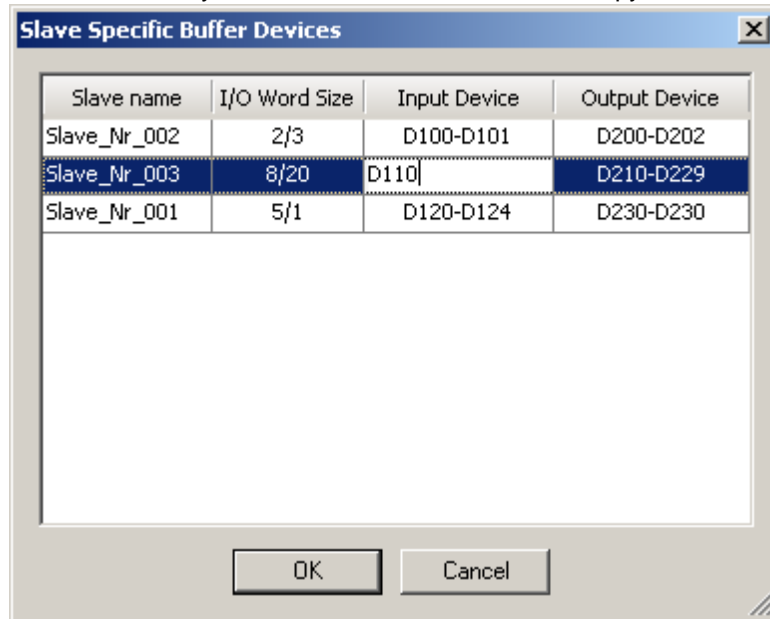 Slave Specific Buffer Devices
Slave name I/O Word Size Input Device Output Device
Slave_Nr_002 2/3 D100-D101 D200-D202
Slave_Nr_003 8/20 D110 D210-D229
Slave_Nr_001 5/1 D120-D124 D230-D230
OK Cancel